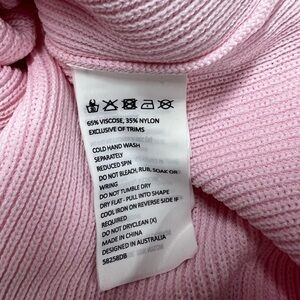 65% VISCOSE, 35% NYLON
EXCLUSIVE OF TRIMS
COLD HAND WASH
SEPARATELY
REDUCED SPIN
DO NOT BLEACH, RUB, SOAK OR
WRING
DO NOT TUMBLE DRY
DRY FLAT - PULL INTO SHAPE
COOL IRON ON REVERSE SIDE IF
REQUIRED
DO NOT DRYCLEAN (X)
MADE IN CHINA
DESIGNED IN AUSTRALIA
58258DB